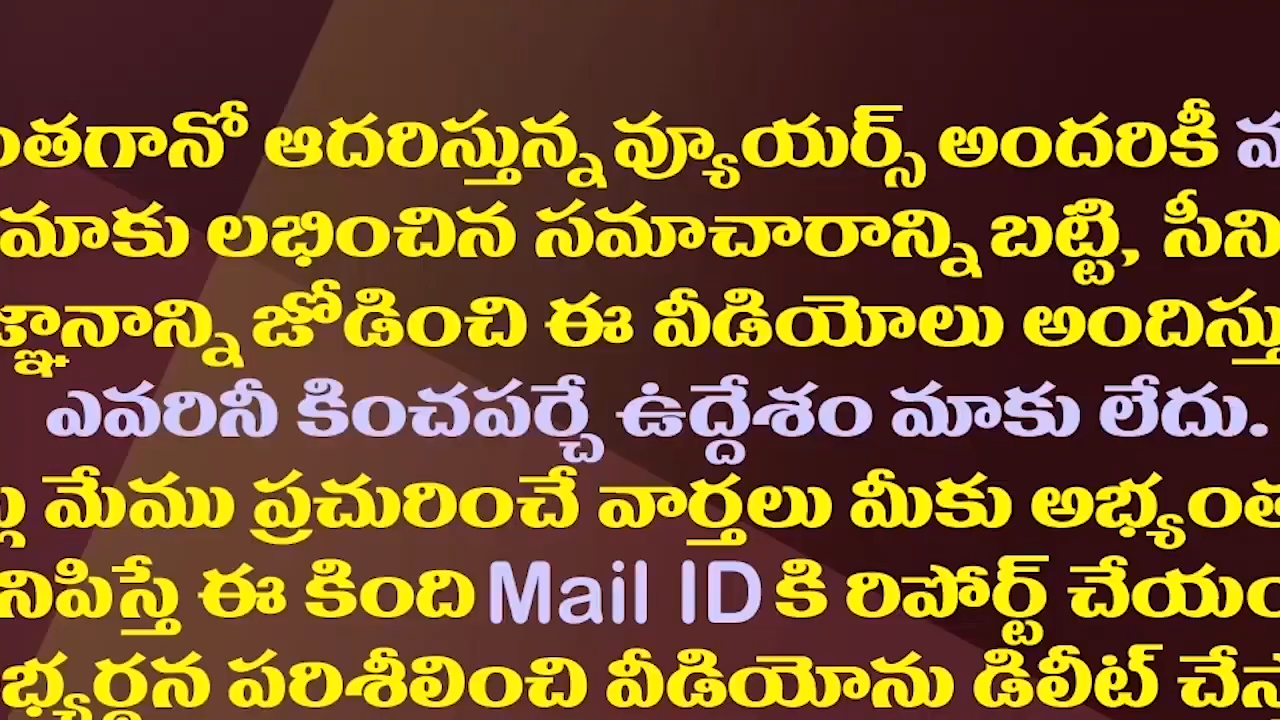 ఆదరిస్తున్న వ్యూయర్స్ అందరికీ
మాకు లభించిన సమాచారాన్ని బట్టి,
జోడించి ఈ వీడియోలు
ఎవరినీ కించపర్చే ఉద్దేశం మాకు లేదు.
మేము ప్రచురించే వార్తలు మీకు
ఈ కింది Mail ID కి రిపోర్ట్
పరిశీలించి వీడియోను డిలీట్